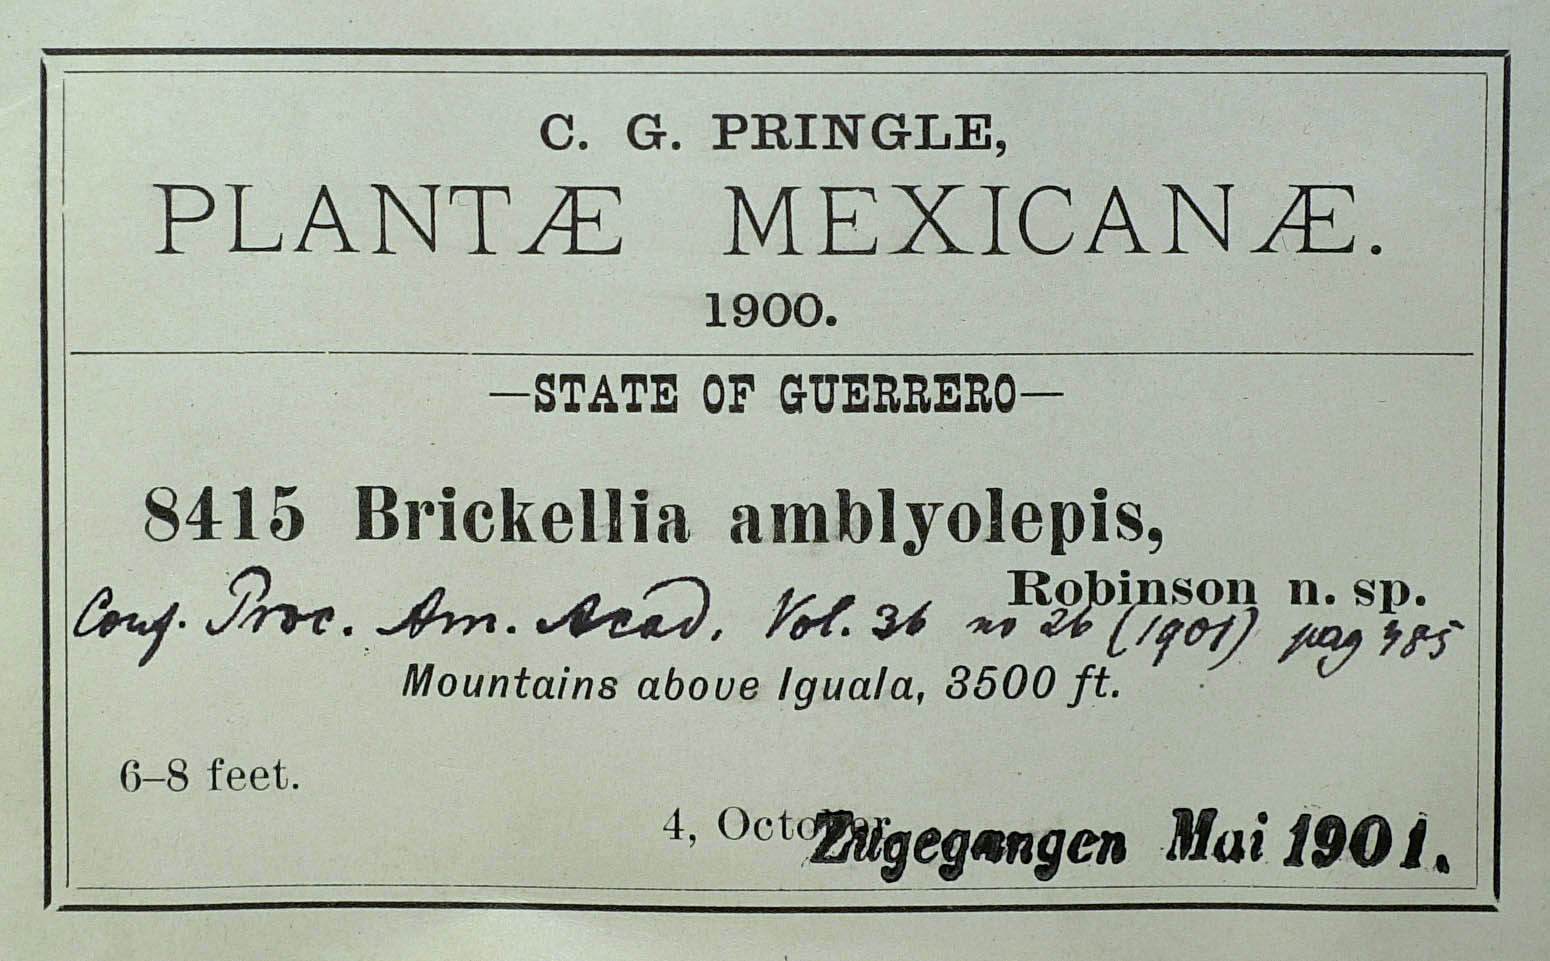 C. G. PRINGLE,
PLANTÆ MEXICANÆ.
1900.
—STATE OF GUERRERO—
8415 Brickellia amblyolepis,
Robinson n. sp.
Conf. Proc. Am. Acad. Vol. 36 no 26 (1901) pag 485
Mountains above Iguala, 3500 ft.
6–8 feet.
4, October
Zugegangen Mai 1901.